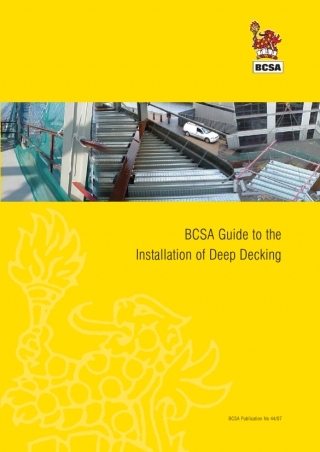 BCSA
BCSA Guide to the
Installation of Deep Decking
BCSA Publication No 44/07